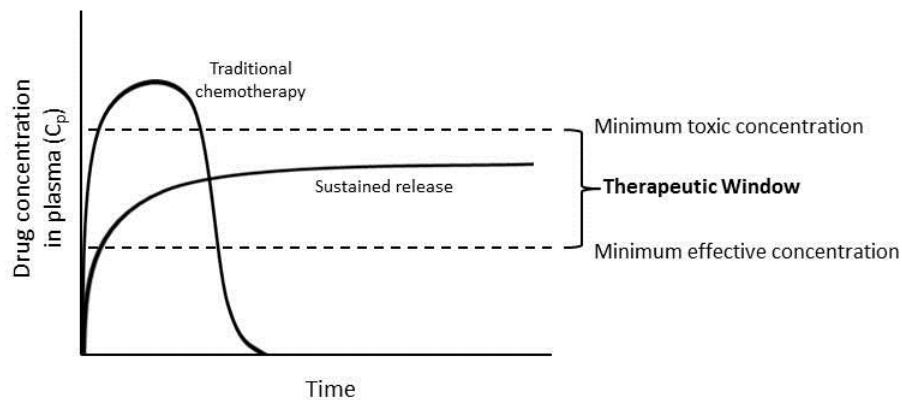 Drug concentration
in plasma (Cp)
Traditional
chemotherapy
Sustained release
Minimum toxic concentration
Therapeutic Window
Minimum effective concentration
Time